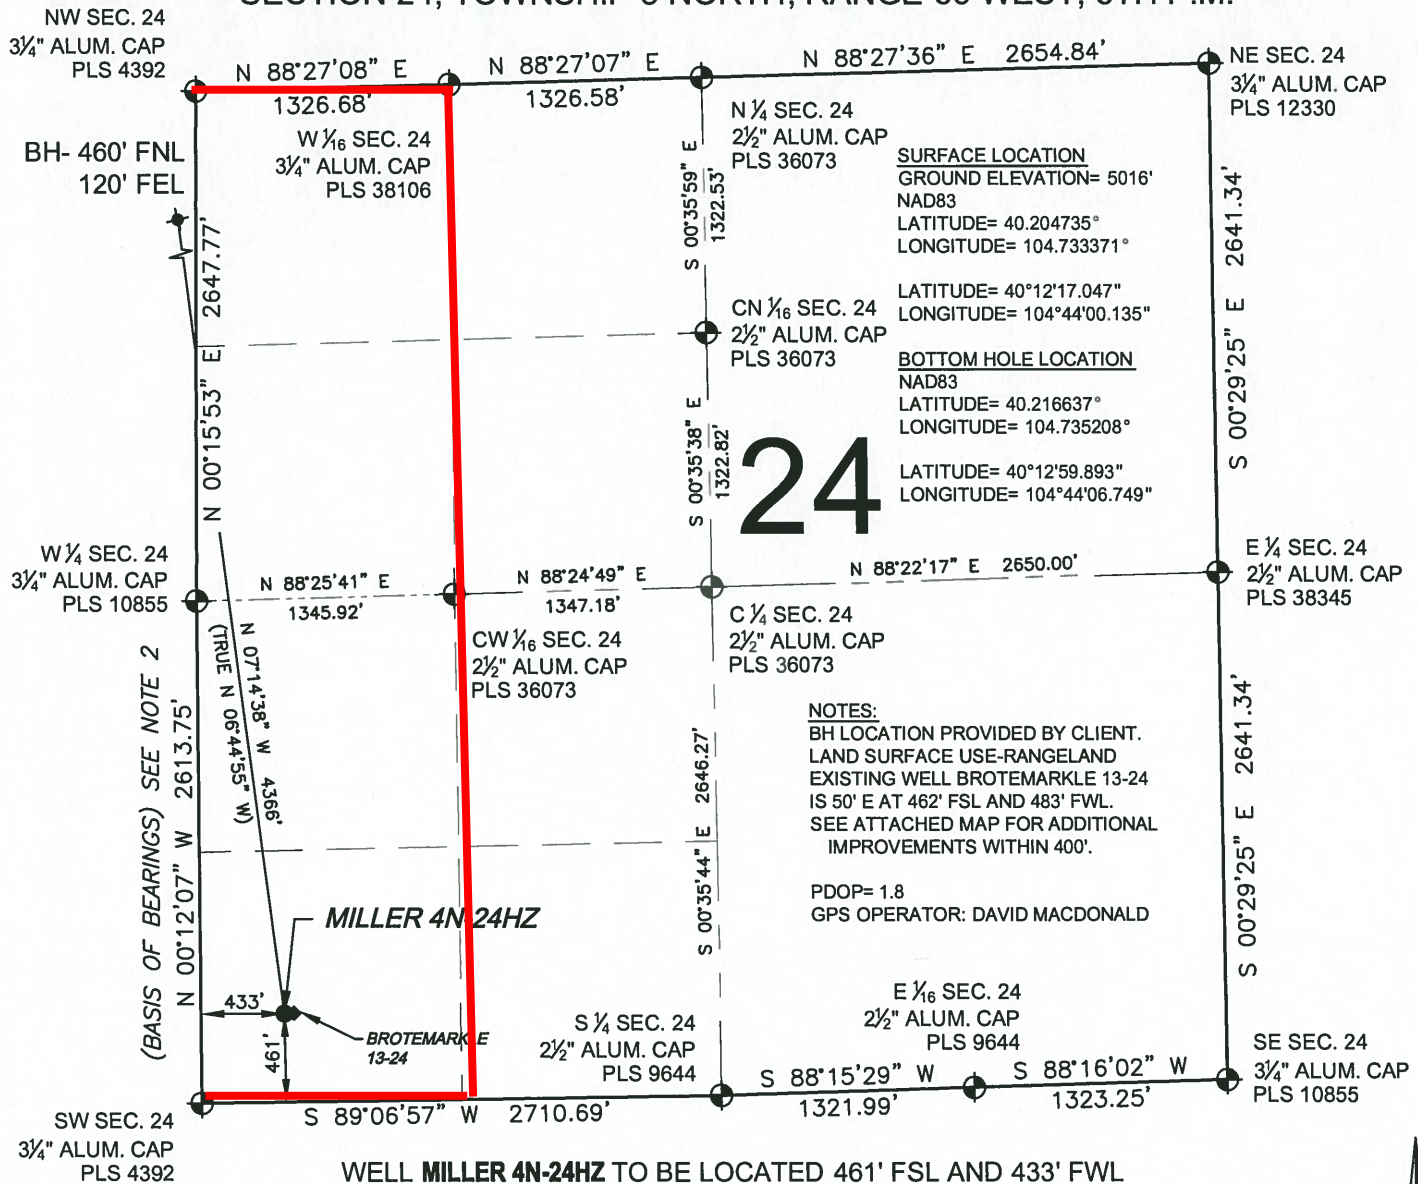 NW SEC. 24
3¼" ALUM. CAP
PLS 4392
N 88°27'08" E
1326.68'
N 88°27'07" E
1326.58'
N 88°27'36" E 2654.84'
NE SEC. 24
3¼" ALUM. CAP
PLS 12330
BH- 460' FNL
120' FEL
W 1/16 SEC. 24
3¼" ALUM. CAP
PLS 38106
N ¼ SEC. 24
2½" ALUM. CAP
PLS 36073
S 00°35'59" E
1322.53'
SURFACE LOCATION
GROUND ELEVATION= 5016'
NAD83
LATITUDE= 40.204735°
LONGITUDE= 104.733371°
LATITUDE= 40°12'17.047"
LONGITUDE= 104°44'00.135"
BOTTOM HOLE LOCATION
NAD83
LATITUDE= 40.216637°
LONGITUDE= 104.735208°
LATITUDE= 40°12'59.893"
LONGITUDE= 104°44'06.749"
S 00°29'25" E 2641.34'
N 00°15'53" E 2647.77'
CN 1/16 SEC. 24
2½" ALUM. CAP
PLS 36073
S 00°35'38" E
1322.82'
24
W ¼ SEC. 24
3¼" ALUM. CAP
PLS 10855
N 88°25'41" E
1345.92'
N 88°24'49" E
1347.18'
N 88°22'17" E 2650.00'
E ¼ SEC. 24
2½" ALUM. CAP
PLS 38345
CW 1/16 SEC. 24
2½" ALUM. CAP
PLS 36073
C ¼ SEC. 24
2½" ALUM. CAP
PLS 36073
N 07°14'38" W 4366'
(TRUE N 06°44'55" W)
(BASIS OF BEARINGS) SEE NOTE 2
N 00°12'07" W 2613.75'
S 00°35'44" E 2646.27'
NOTES:
BH LOCATION PROVIDED BY CLIENT.
LAND SURFACE USE-RANGELAND
EXISTING WELL BROTEMARKLE 13-24
IS 50' E AT 462' FSL AND 483' FWL.
SEE ATTACHED MAP FOR ADDITIONAL
IMPROVEMENTS WITHIN 400'.
PDOP= 1.8
GPS OPERATOR: DAVID MACDONALD
S 00°29'25" E 2641.34'
MILLER 4N-24HZ
433'
461'
BROTEMARKLE
13-24
S ¼ SEC. 24
2½" ALUM. CAP
PLS 9644
E 1/16 SEC. 24
2½" ALUM. CAP
PLS 9644
SE SEC. 24
3¼" ALUM. CAP
PLS 10855
SW SEC. 24
3¼" ALUM. CAP
PLS 4392
S 89°06'57" W 2710.69'
S 88°15'29" W
1321.99'
S 88°16'02" W
1323.25'
WELL MILLER 4N-24HZ TO BE LOCATED 461' FSL AND 433' FWL